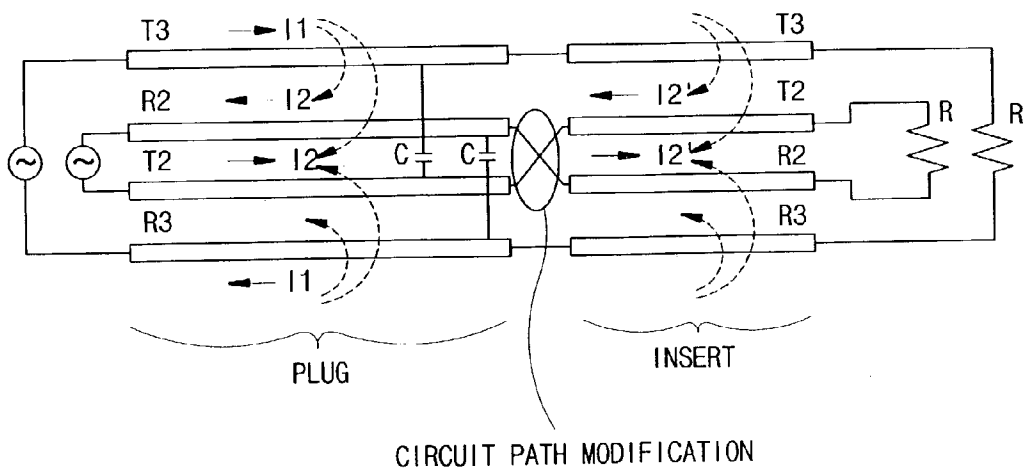 T3 I1 T3
R2 I2 I2' T2
R R
T2 I2 C C I2' R2
R3 R3
I1
PLUG INSERT
CIRCUIT PATH MODIFICATION